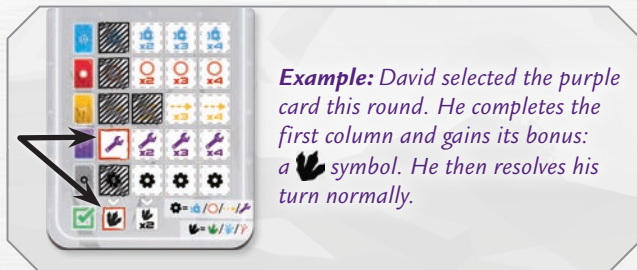 x2 x3 x4
x2 x3 x4
x3 x4
x2 x3 x4
x2
Example: David selected the purple
card this round. He completes the
first column and gains its bonus:
a symbol. He then resolves his
turn normally.